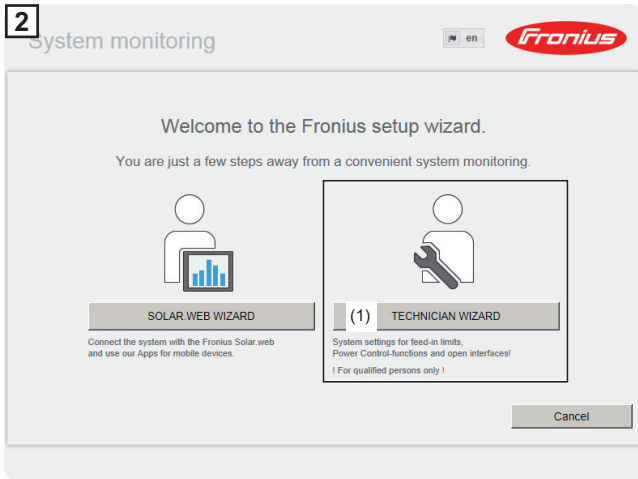 2
System monitoring
en
Fronius
Welcome to the Fronius setup wizard.
You are just a few steps away from a convenient system monitoring.
SOLAR.WEB WIZARD
Connect the system with the Fronius Solar.web
and use our Apps for mobile devices.
(1) TECHNICIAN WIZARD
System settings for feed-in limits,
Power Control-functions and open interfaces!
! For qualified persons only !
Cancel